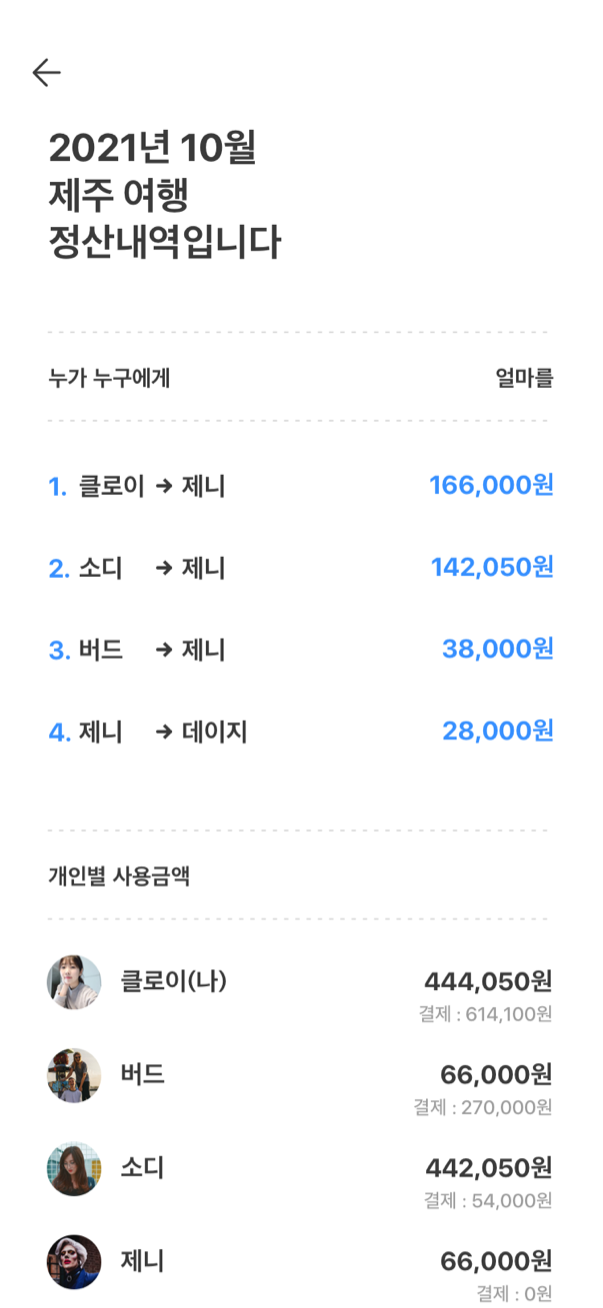 2021년 10월
제주 여행
정산내역입니다
누가 누구에게 얼마를
1. 클로이 → 제니 166,000원
2. 소디 → 제니 142,050원
3. 버드 → 제니 38,000원
4. 제니 → 데이지 28,000원
개인별 사용금액
클로이(나) 444,050원
결제 : 614,100원
버드 66,000원
결제 : 270,000원
소디 442,050원
결제 : 54,000원
제니 66,000원
결제 : 0원